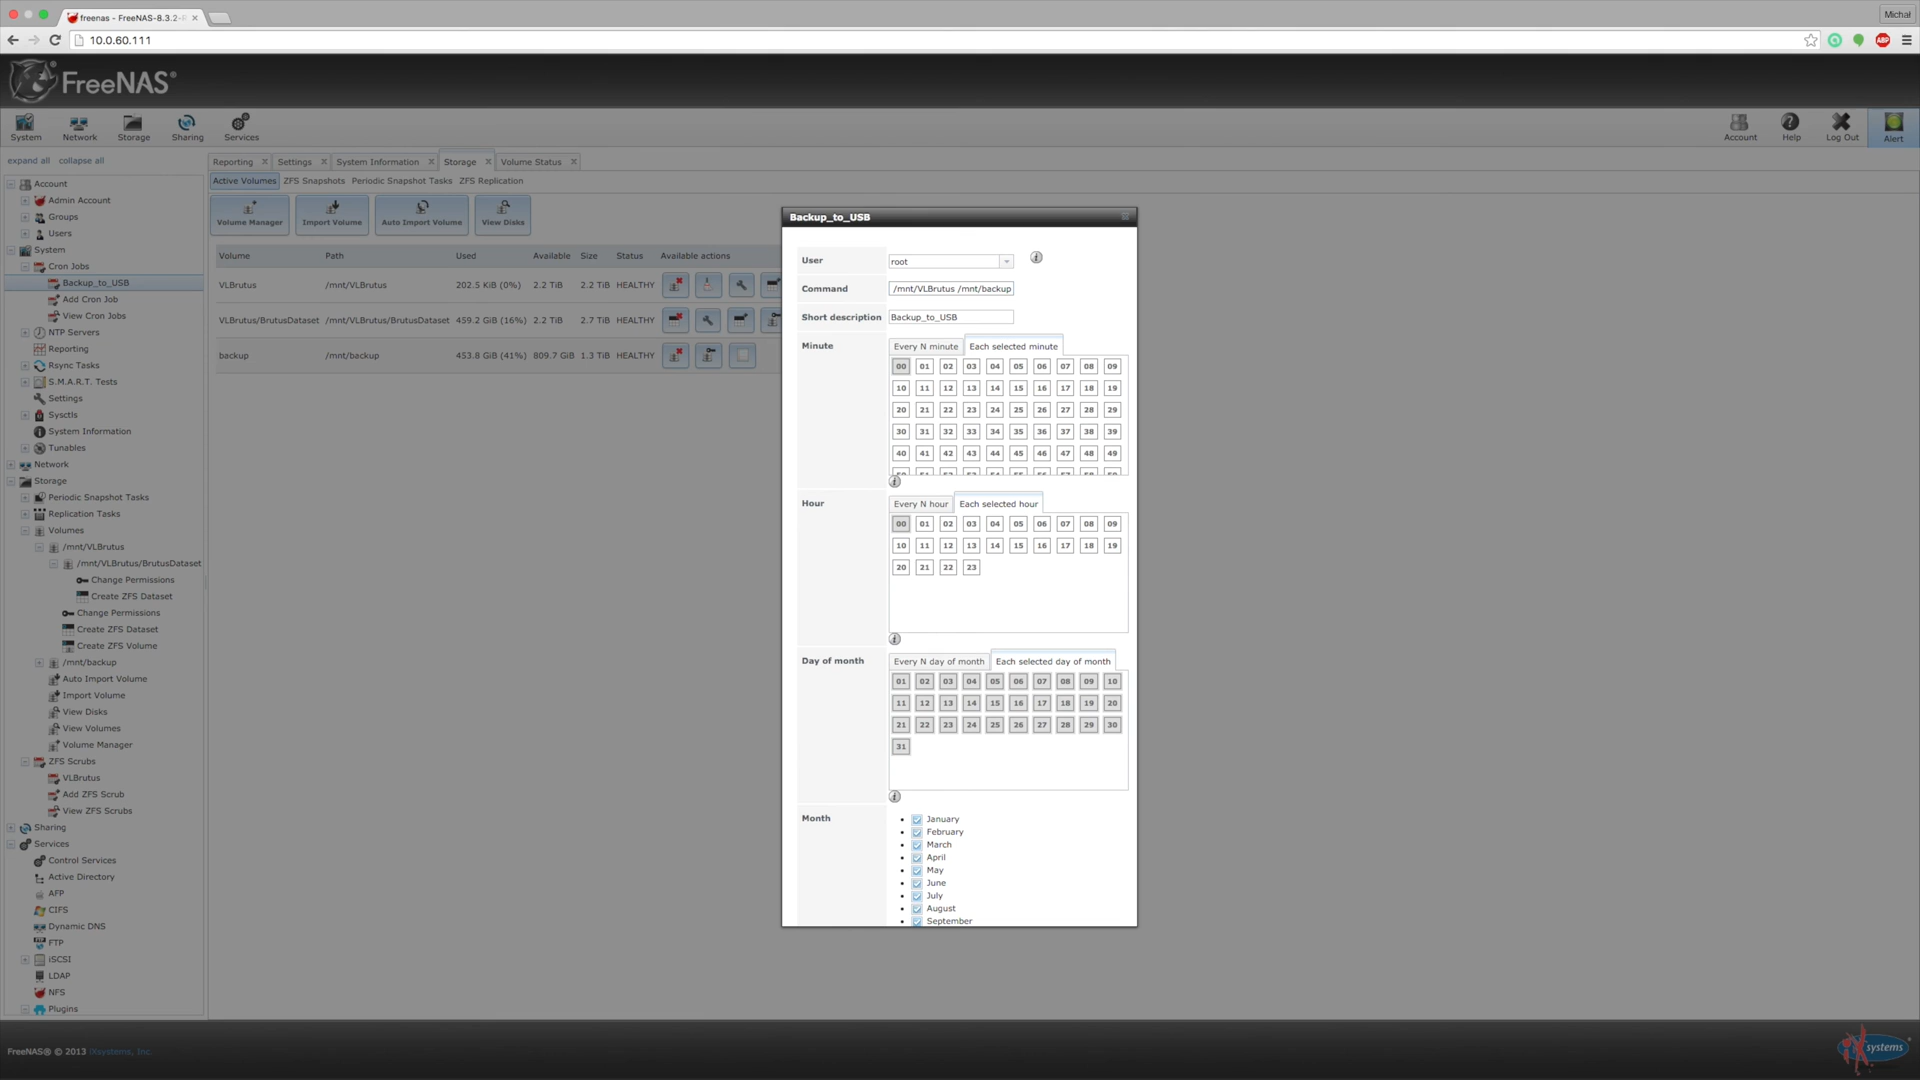 freenas - FreeNAS-8.3.2-R
Michał
10.0.60.111
ABP
FreeNAS®
System
Network
Storage
Sharing
Services
Account
Help
Log Out
Alert
expand all collapse all
Account
Admin Account
Groups
Users
System
Cron Jobs
Backup_to_USB
Add Cron Job
View Cron Jobs
NTP Servers
Reporting
Rsync Tasks
S.M.A.R.T. Tests
Settings
Sysctls
System Information
Tunables
Network
Storage
Periodic Snapshot Tasks
Replication Tasks
Volumes
/mnt/VLBrutus
/mnt/VLBrutus/BrutusDataset
Change Permissions
Create ZFS Dataset
Change Permissions
Create ZFS Dataset
Create ZFS Volume
/mnt/backup
Auto Import Volume
Import Volume
View Disks
View Volumes
Volume Manager
ZFS Scrubs
VLBrutus
Add ZFS Scrub
View ZFS Scrubs
Sharing
Services
Control Services
Active Directory
AFP
CIFS
Dynamic DNS
FTP
iSCSI
LDAP
NFS
Plugins
Reporting Settings System Information Storage Volume Status
Active Volumes ZFS Snapshots Periodic Snapshot Tasks ZFS Replication
Volume Manager Import Volume Auto Import Volume View Disks
Volume Path Used Available Size Status Available actions
VLBrutus /mnt/VLBrutus 202.5 KiB (0%) 2.2 TiB 2.2 TiB HEALTHY
VLBrutus/BrutusDataset /mnt/VLBrutus/BrutusDataset 459.2 GiB (16%) 2.2 TiB 2.7 TiB HEALTHY
backup /mnt/backup 453.8 GiB (41%) 809.7 GiB 1.3 TiB HEALTHY
Backup_to_USB
User root
Command /mnt/VLBrutus /mnt/backup
Short description Backup_to_USB
Minute Every N minute Each selected minute
00 01 02 03 04 05 06 07 08 09
10 11 12 13 14 15 16 17 18 19
20 21 22 23 24 25 26 27 28 29
30 31 32 33 34 35 36 37 38 39
40 41 42 43 44 45 46 47 48 49
Hour Every N hour Each selected hour
00 01 02 03 04 05 06 07 08 09
10 11 12 13 14 15 16 17 18 19
20 21 22 23
Day of month Every N day of month Each selected day of month
01 02 03 04 05 06 07 08 09 10
11 12 13 14 15 16 17 18 19 20
21 22 23 24 25 26 27 28 29 30
31
Month
January
February
March
April
May
June
July
August
September
FreeNAS® © 2013 iXsystems, Inc.
iXsystems